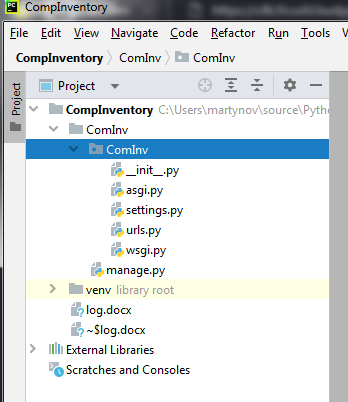 CompInventory
File Edit View Navigate Code Refactor Run Tools
CompInventory ComInv ComInv
Project
Project
CompInventory C:\Users\martynov\source\Pyth
ComInv
ComInv
__init__.py
asgi.py
settings.py
urls.py
wsgi.py
manage.py
venv library root
log.docx
~$log.docx
External Libraries
Scratches and Consoles